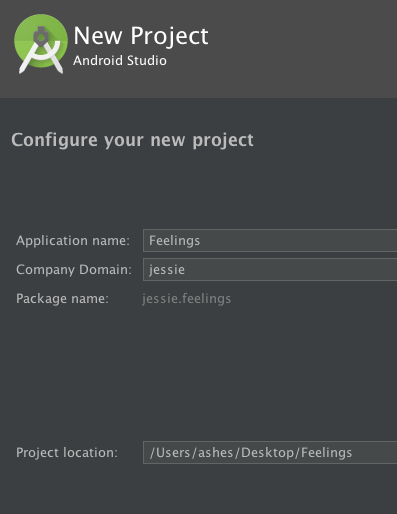 New Project
Android Studio
Configure your new project
Application name: Feelings
Company Domain: jessie
Package name: jessie.feelings
Project location: /Users/ashes/Desktop/Feelings